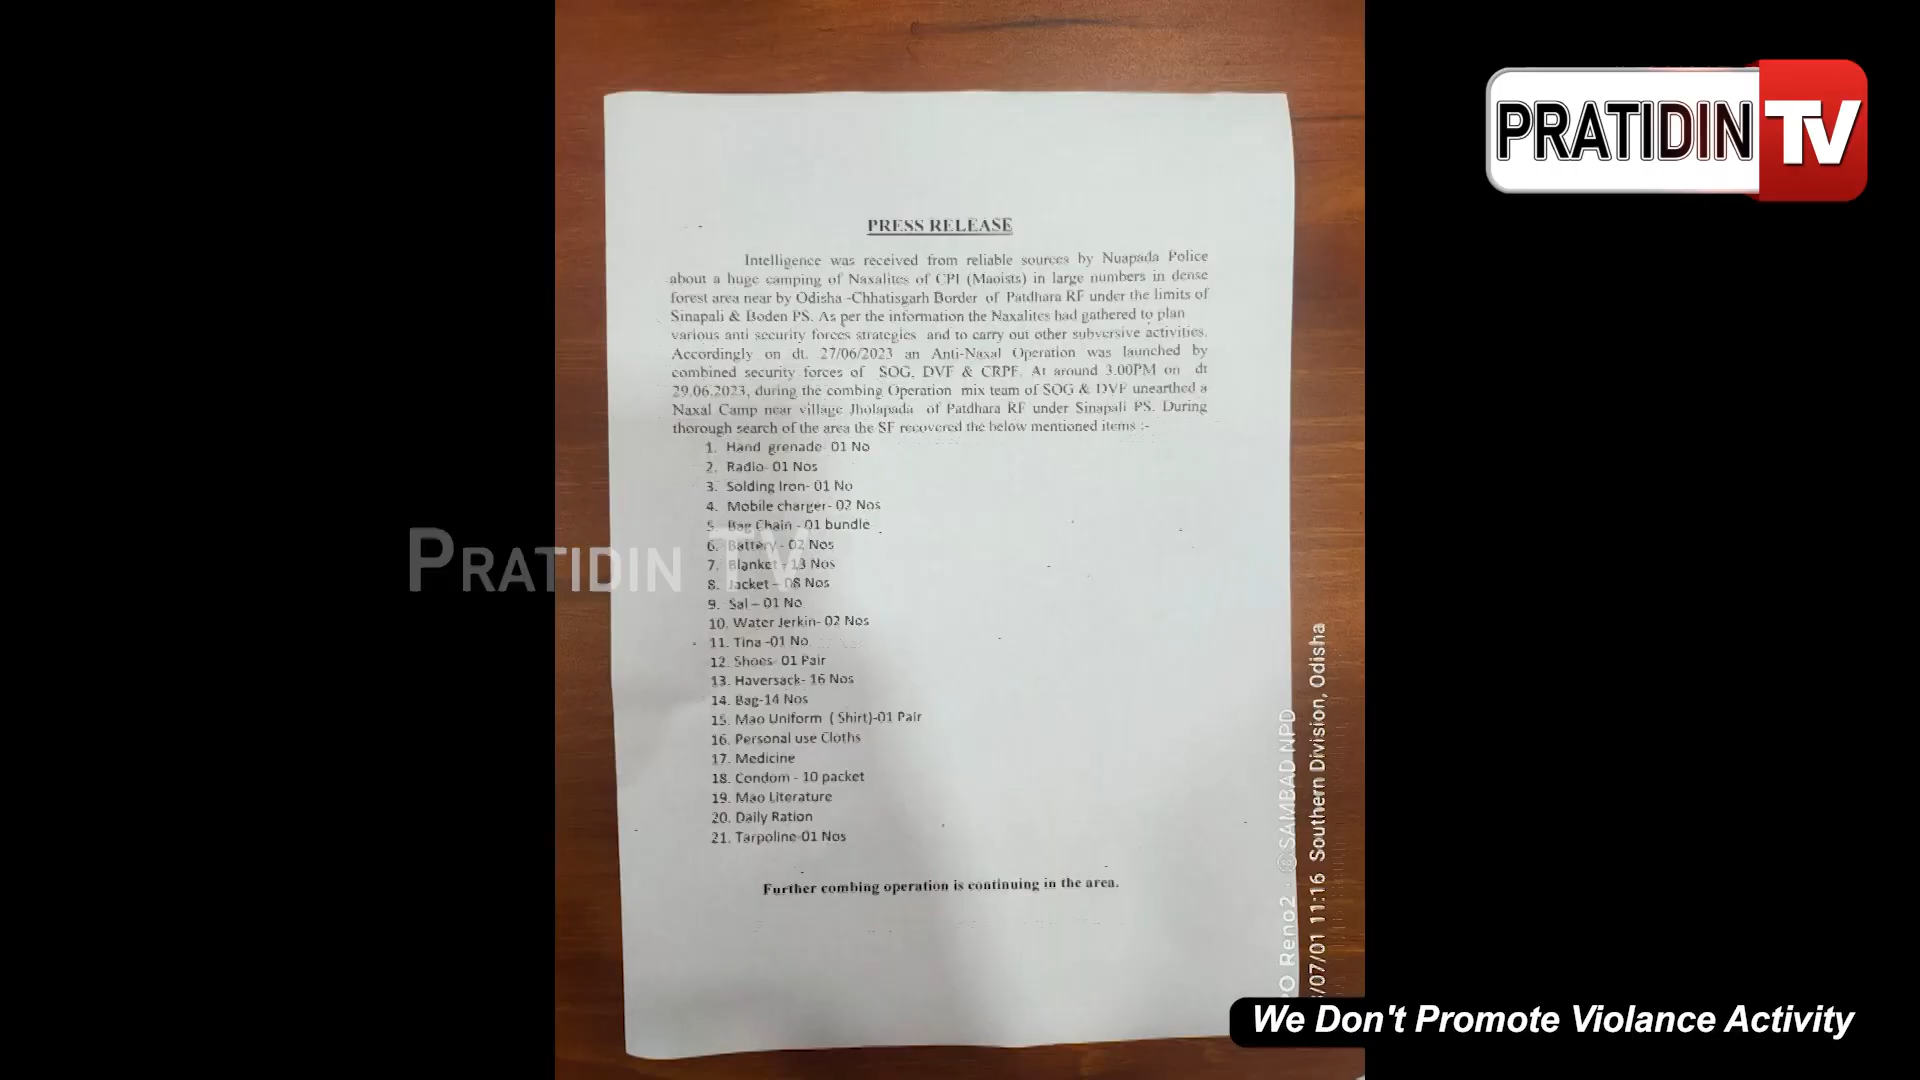 PRATIDIN TV
PRESS RELEASE
Intelligence was received from reliable sources by Nuapada Police
about a huge camping of Naxalites of CPI (Maoists) in large numbers in dense
forest area near by Odisha -Chhatisgarh Border of Patdhara RF under the limits of
Sinapali & Boden PS. As per the information the Naxalites had gathered to plan
various anti security forces strategies and to carry out other subversive activities.
Accordingly on dt. 27/06/2023 an Anti-Naxal Operation was launched by
combined security forces of SOG, DVF & CRPF. At around 3.00PM on dt
29.06.2023, during the combing Operation mix team of SOG & DVF unearthed a
Naxal Camp near village Jholapada of Patdhara RF under Sinapali PS. During
thorough search of the area the SF recovered the below mentioned items :-
1. Hand grenade- 01 No
2. Radio- 01 Nos
3. Solding Iron- 01 No
4. Mobile charger- 02 Nos
5. Bag Chain - 01 bundle
6. Battery - 02 Nos
7. Blanket - 13 Nos
8. Jacket – 08 Nos
9. Sal – 01 No
10. Water Jerkin- 02 Nos
11. Tina -01 No
12. Shoes- 01 Pair
13. Haversack- 16 Nos
14. Bag-14 Nos
15. Mao Uniform ( Shirt)-01 Pair
16. Personal use Cloths
17. Medicine
18. Condom - 10 packet
19. Mao Literature
20. Daily Ration
21. Tarpoline-01 Nos
Further combing operation is continuing in the area.
PRATIDIN TV
PO Reno2 · @SAMBAD NPD
/07/01 11:16 Southern Division, Odisha
We Don't Promote Violance Activity